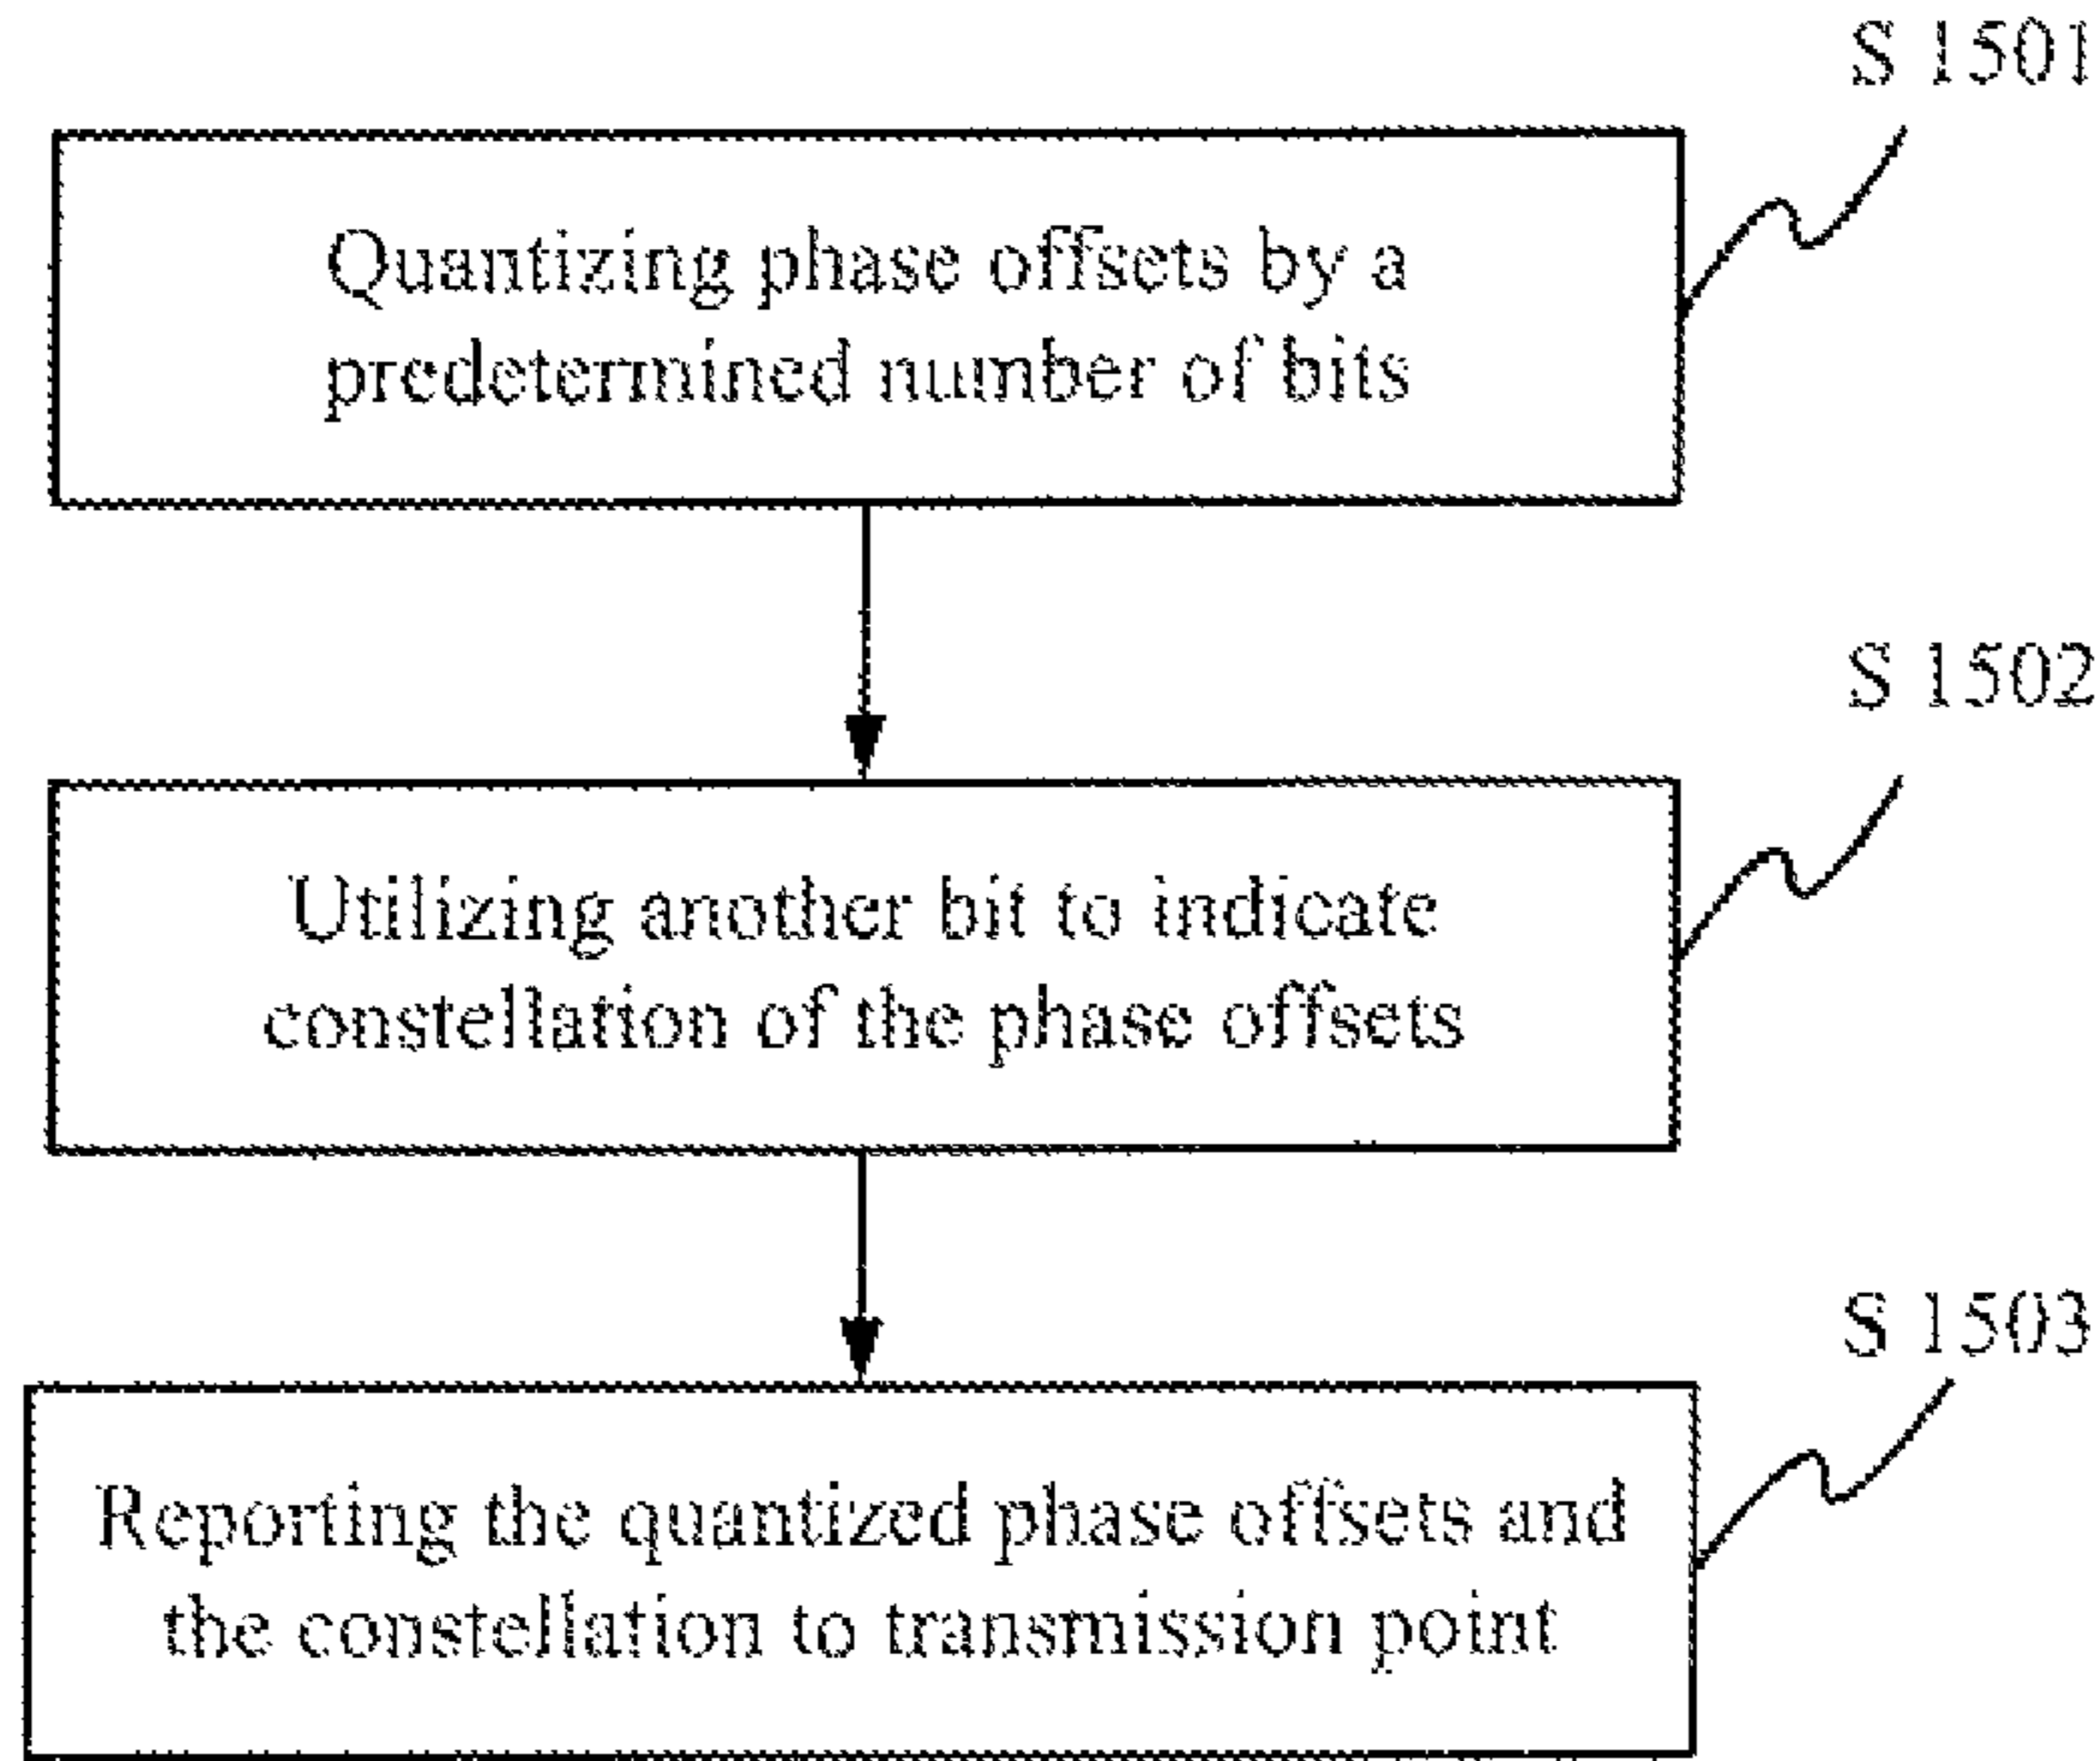 S 1501
Quantizing phase offsets by a
predetermined number of bits
S 1502
Utilizing another bit to indicate
constellation of the phase offsets
S 1503
Reporting the quantized phase offsets and
the constellation to transmission point